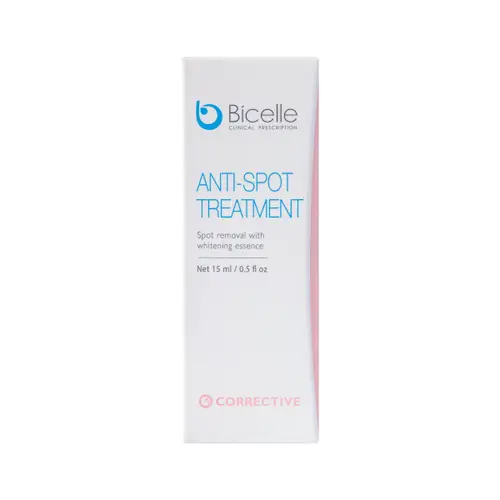 Bicelle
CLINICAL PRESCRIPTION
ANTI-SPOT
TREATMENT
Spot removal with
whitening essence
Net 15 ml / 0.5 fl oz
CORRECTIVE